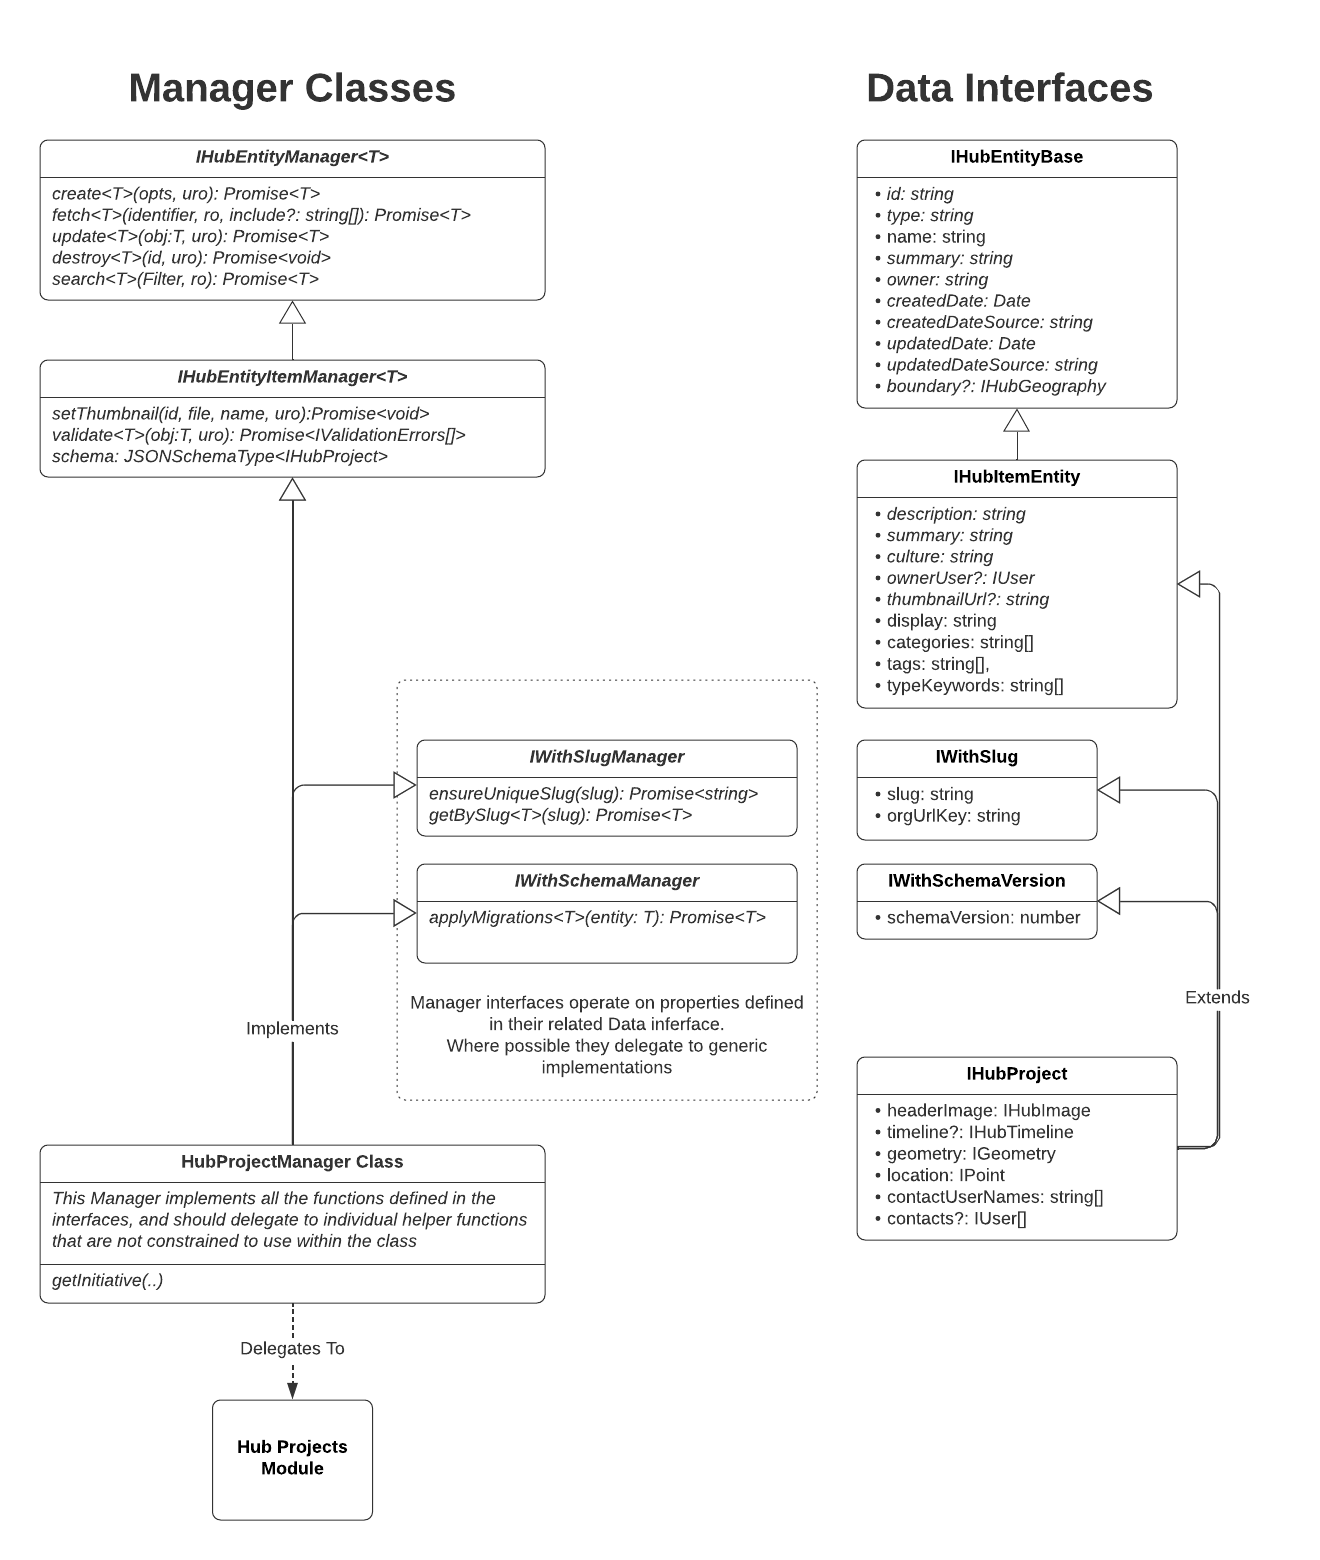 Manager Classes
IHubEntityManager<T>
create<T>(opts, uro): Promise<T>
fetch<T>(identifier, ro, include?: string[]): Promise<T>
update<T>(obj:T, uro): Promise<T>
destroy<T>(id, uro): Promise<void>
search<T>(Filter, ro): Promise<T>
IHubEntityItemManager<T>
setThumbnail(id, file, name, uro):Promise<void>
validate<T>(obj:T, uro): Promise<IValidationErrors[]>
schema: JSONSchemaType<IHubProject>
IWithSlugManager
ensureUniqueSlug(slug): Promise<string>
getBySlug<T>(slug): Promise<T>
IWithSchemaManager
applyMigrations<T>(entity: T): Promise<T>
Manager interfaces operate on properties defined
in their related Data inferface.
Where possible they delegate to generic
implementations
Implements
HubProjectManager Class
This Manager implements all the functions defined in the
interfaces, and should delegate to individual helper functions
that are not constrained to use within the class
getInitiative(..)
Delegates To
Hub Projects
Module
Data Interfaces
IHubEntityBase
• id: string
• type: string
• name: string
• summary: string
• owner: string
• createdDate: Date
• createdDateSource: string
• updatedDate: Date
• updatedDateSource: string
• boundary?: IHubGeography
IHubItemEntity
• description: string
• summary: string
• culture: string
• ownerUser?: IUser
• thumbnailUrl?: string
• display: string
• categories: string[]
• tags: string[],
• typeKeywords: string[]
IWithSlug
• slug: string
• orgUrlKey: string
IWithSchemaVersion
• schemaVersion: number
Extends
IHubProject
• headerImage: IHubImage
• timeline?: IHubTimeline
• geometry: IGeometry
• location: IPoint
• contactUserNames: string[]
• contacts?: IUser[]